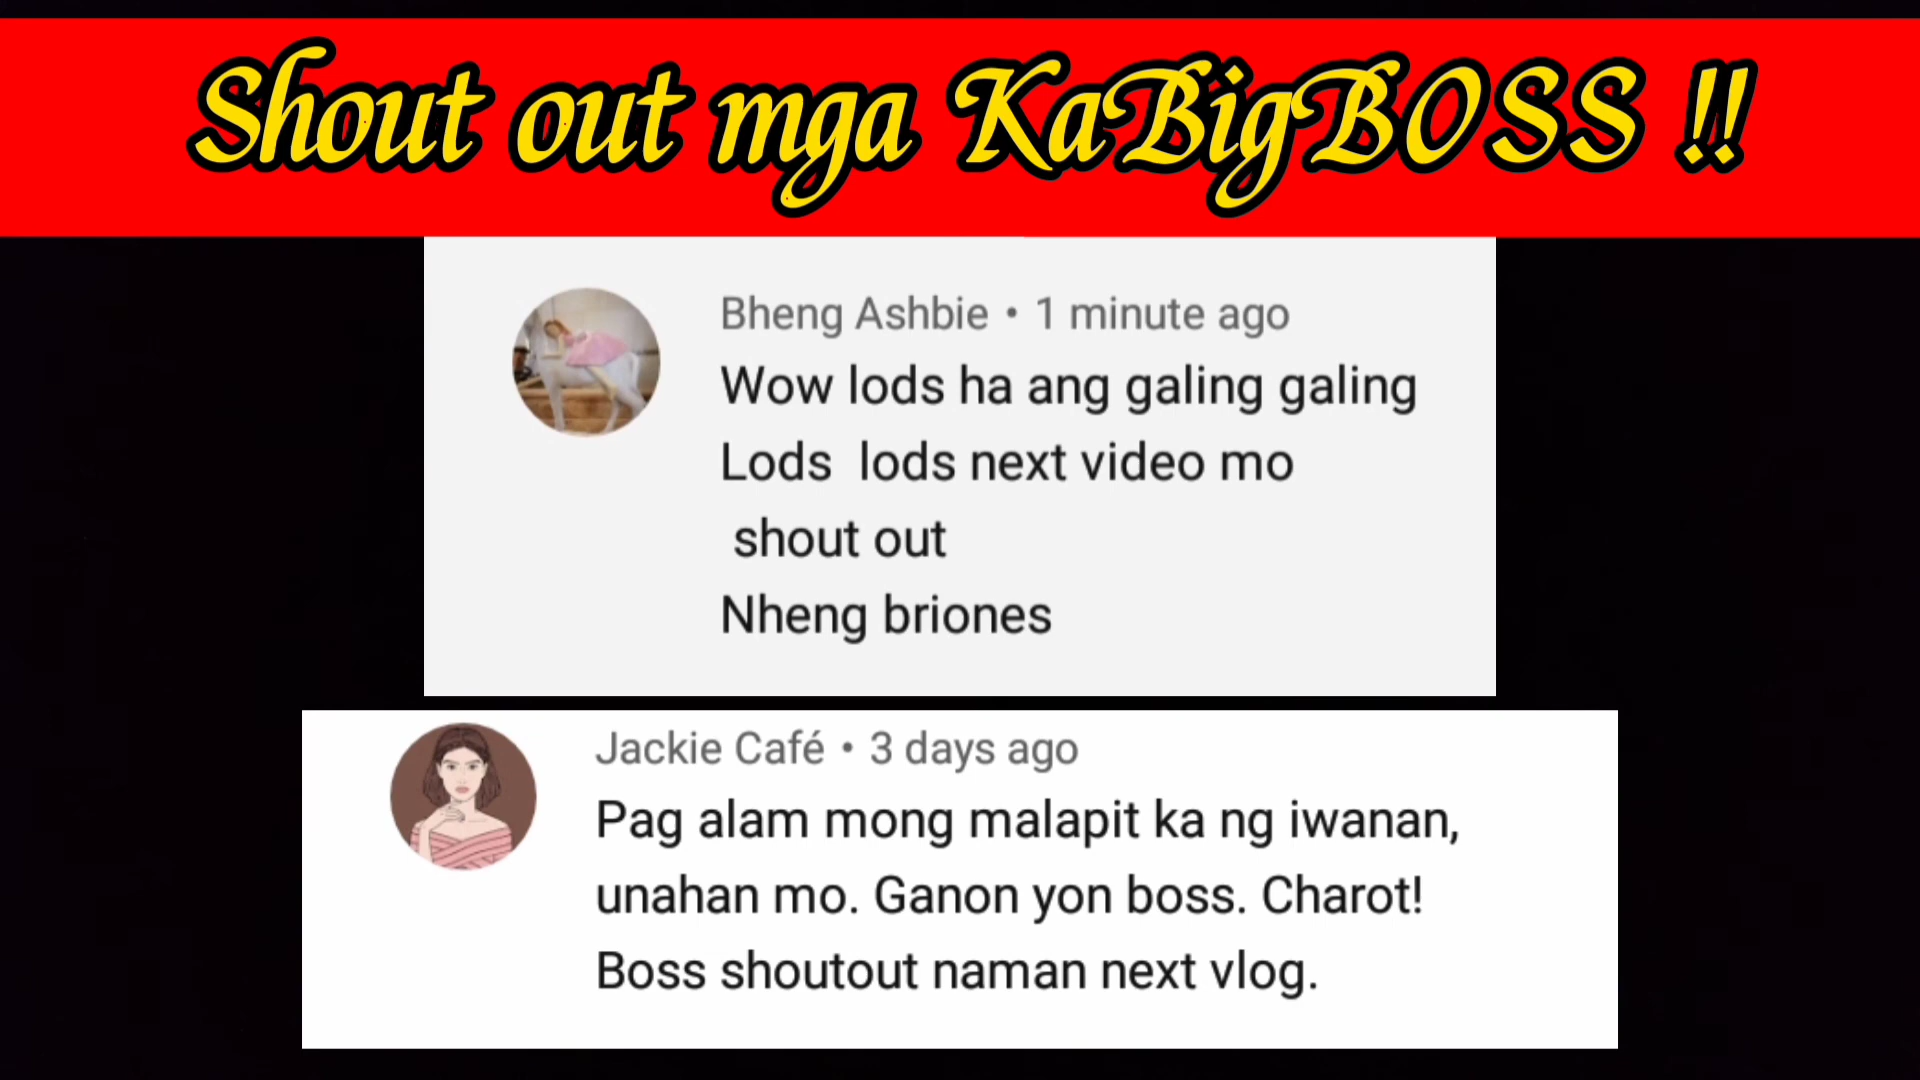 Shout out mga KaBigBOSS !!
Bheng Ashbie • 1 minute ago
Wow lods ha ang galing galing
Lods  lods next video mo
shout out
Nheng briones
Jackie Café • 3 days ago
Pag alam mong malapit ka ng iwanan,
unahan mo. Ganon yon boss. Charot!
Boss shoutout naman next vlog.